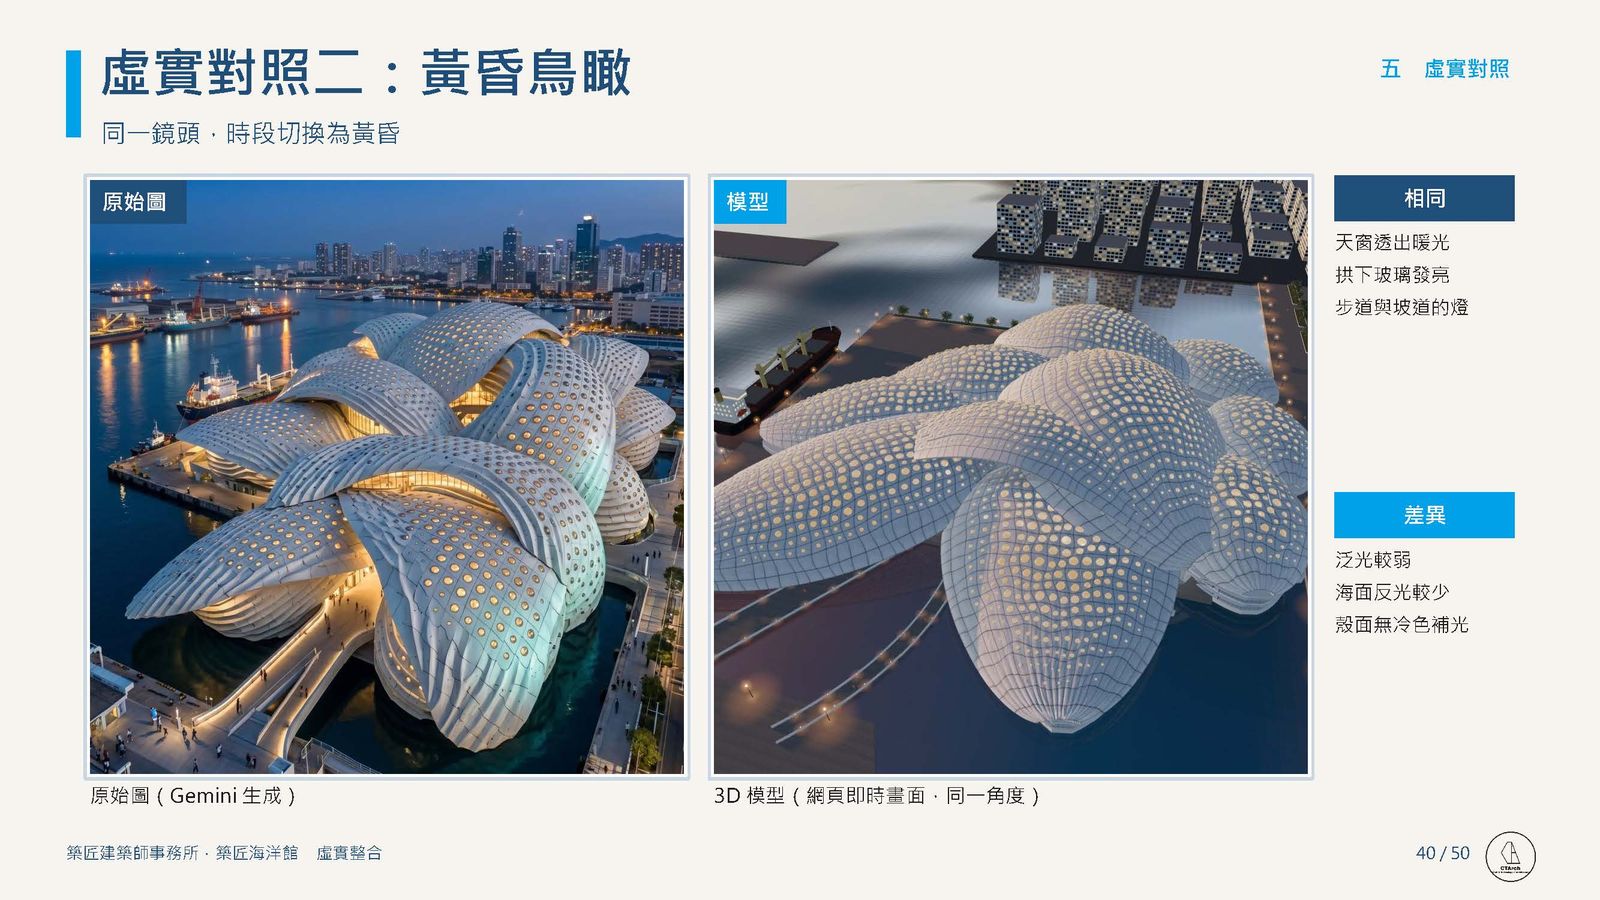 虛實對照二：黃昏鳥瞰
同一鏡頭，時段切換為黃昏
五　虛實對照
原始圖
模型
相同
天窗透出暖光
拱下玻璃發亮
步道與坡道的燈
差異
泛光較弱
海面反光較少
殼面無冷色補光
原始圖（Gemini 生成）
3D 模型（網頁即時畫面．同一角度）
築匠建築師事務所．築匠海洋館　虛實整合
40 / 50
CTArch